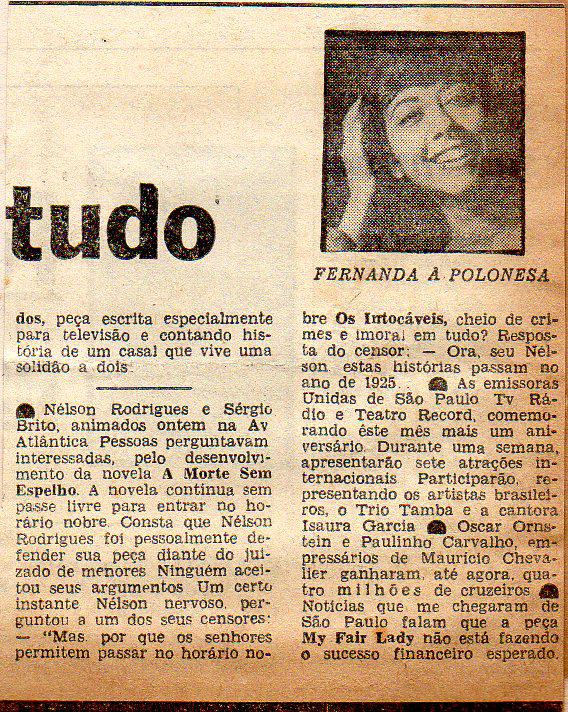 tudo
FERNANDA A POLONESA
dos, peça escrita especialmente
para televisão e contando his-
tória de um casal que vive uma
solidão a dois.
Nélson Rodrigues e Sérgio
Brito, animados ontem na Av
Atlântica Pessoas perguntavam
interessadas, pelo desenvolvi-
mento da novela A Morte Sem
Espelho. A novela continua sem
passe livre para entrar no ho-
rário nobre. Consta que Nélson
Rodrigues foi pessoalmente de-
fender sua peça diante do jui-
zado de menores Ninguém acei-
tou seus argumentos Um certo
instante Nélson nervoso, per-
guntou a um dos seus censores:
— "Mas, por que os senhores
permitem passar no horário no-
bre Os Intocáveis, cheio de cri-
mes e imoral em tudo? Respos-
ta do censor: — Ora, seu Nél-
son, estas histórias passam no
ano de 1925... As emissoras
Unidas de São Paulo Tv Rá-
dio e Teatro Record, comemo-
rando êste mês mais um ani-
versário. Durante uma semana,
apresentarão sete atrações in-
ternacionais Participarão, re-
presentando os artistas brasilei-
ros, o Trio Tamba e a cantora
Isaura Garcia Oscar Orns-
tein e Paulinho Carvalho, em-
pressários de Mauricio Cheva-
lier ganharam, até agora, qua-
tro milhões de cruzeiros
Notícias que me chegaram de
São Paulo falam que a peça
My Fair Lady não está fazendo
o sucesso financeiro esperado.